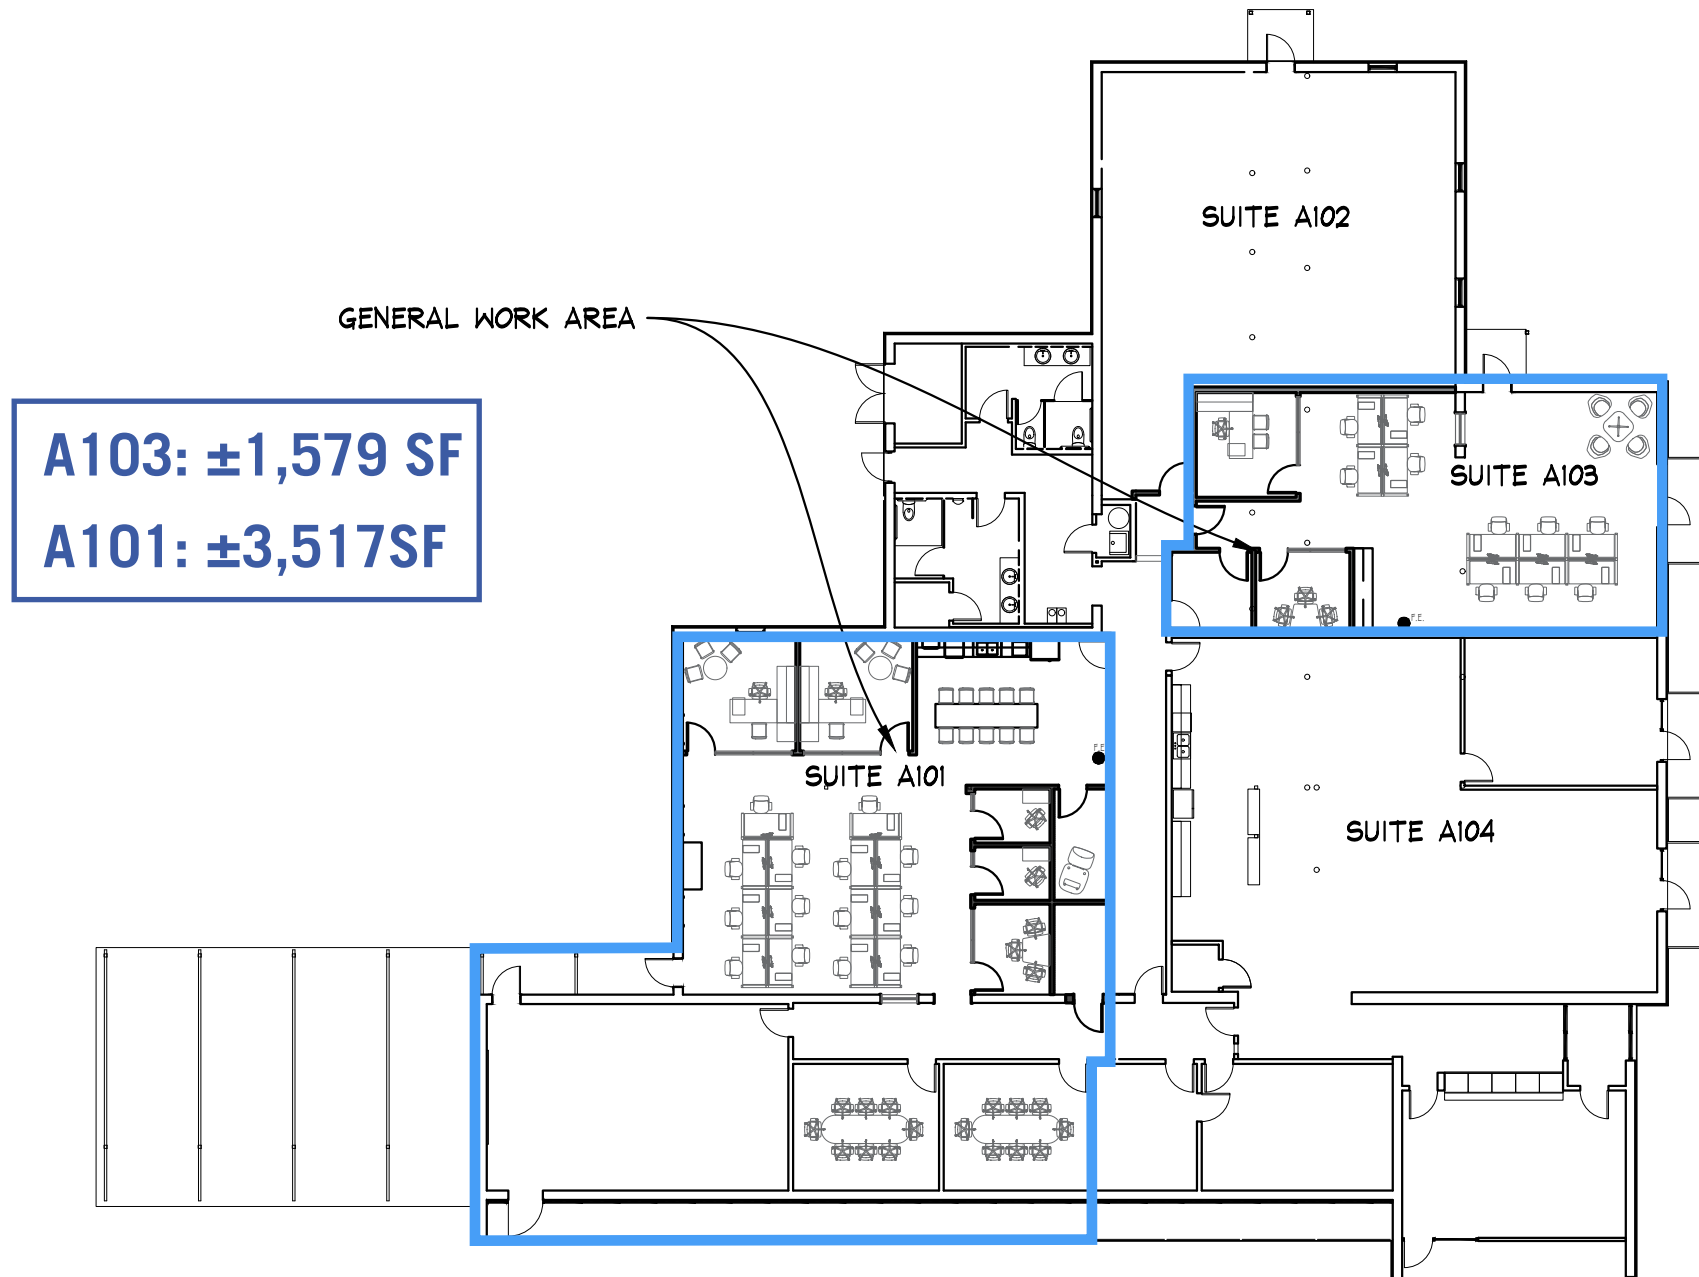 SUITE A102
GENERAL WORK AREA
A103: ±1,579 SF
A101: ±3,517SF
SUITE A103
F.E.
F.E.
SUITE A101
SUITE A104